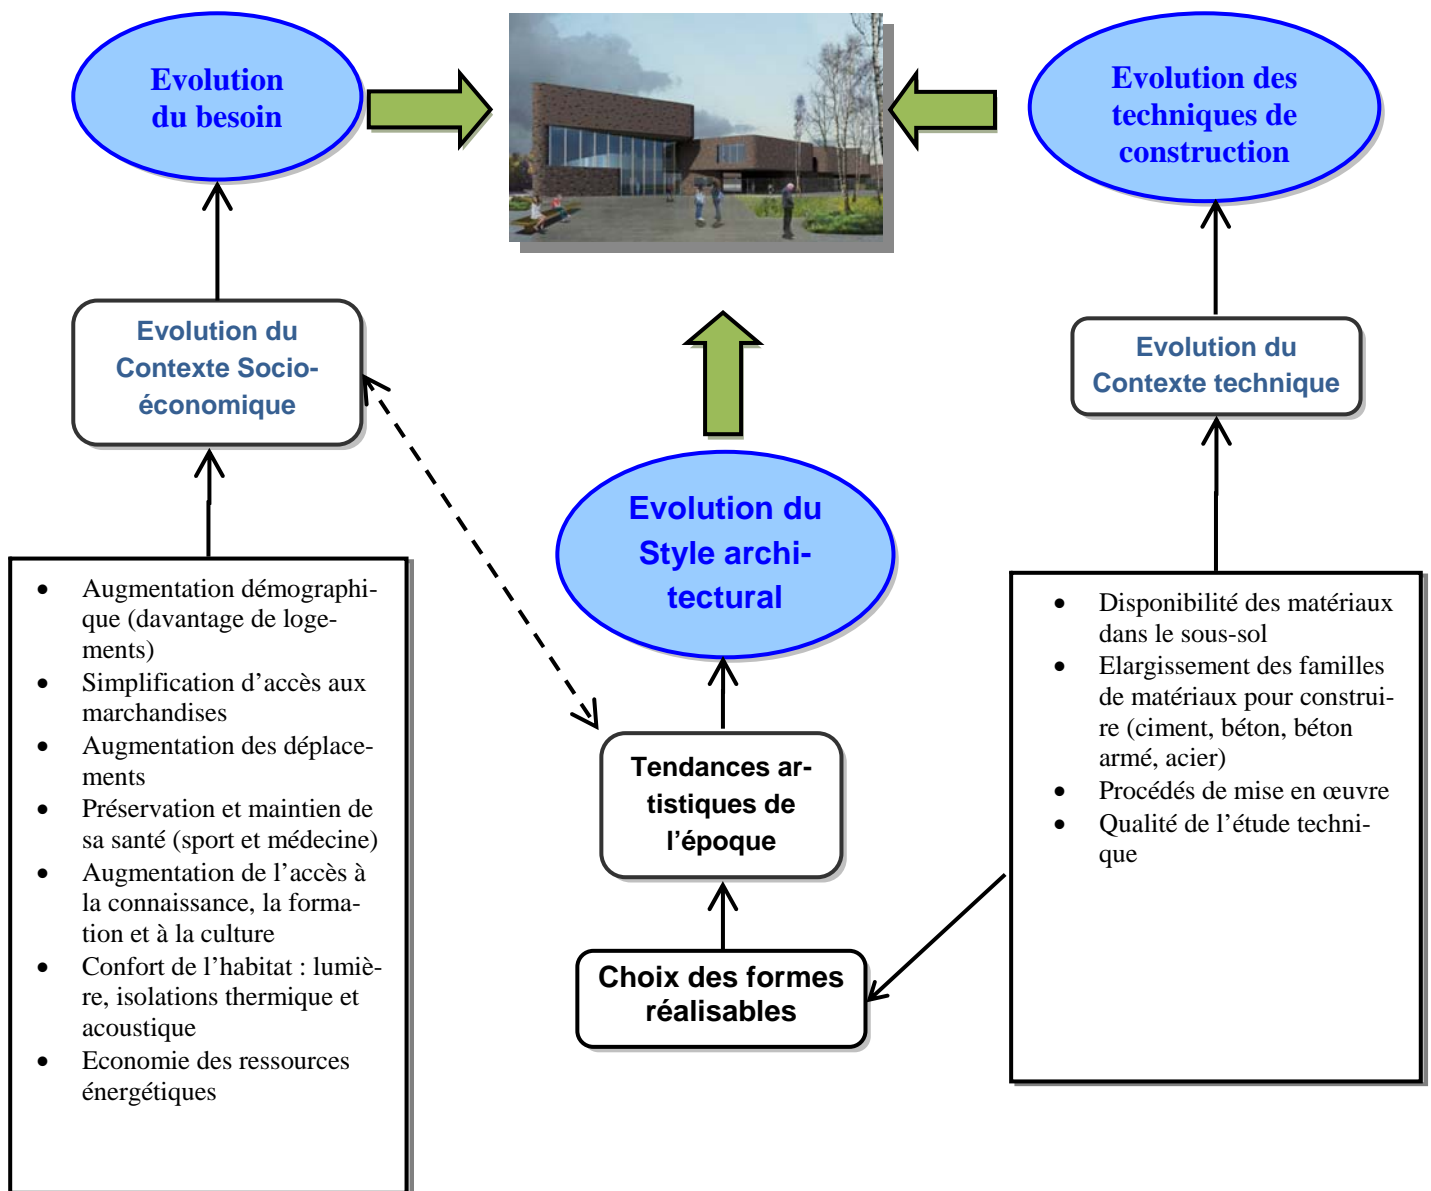 Evolution
du besoin
Evolution des
techniques de
construction
Evolution du
Contexte Socio-
économique
Evolution du
Contexte technique
Evolution du
Style archi-
tectural
• Augmentation démographi-
que (davantage de loge-
ments)
• Simplification d’accès aux
marchandises
• Augmentation des déplace-
ments
• Préservation et maintien de
sa santé (sport et médecine)
• Augmentation de l’accès à
la connaissance, la forma-
tion et à la culture
• Confort de l’habitat : lumiè-
re, isolations thermique et
acoustique
• Economie des ressources
énergétiques
Tendances ar-
tistiques de
l’époque
Choix des formes
réalisables
• Disponibilité des matériaux
dans le sous-sol
• Elargissement des familles
de matériaux pour construi-
re (ciment, béton, béton
armé, acier)
• Procédés de mise en œuvre
• Qualité de l’étude techni-
que